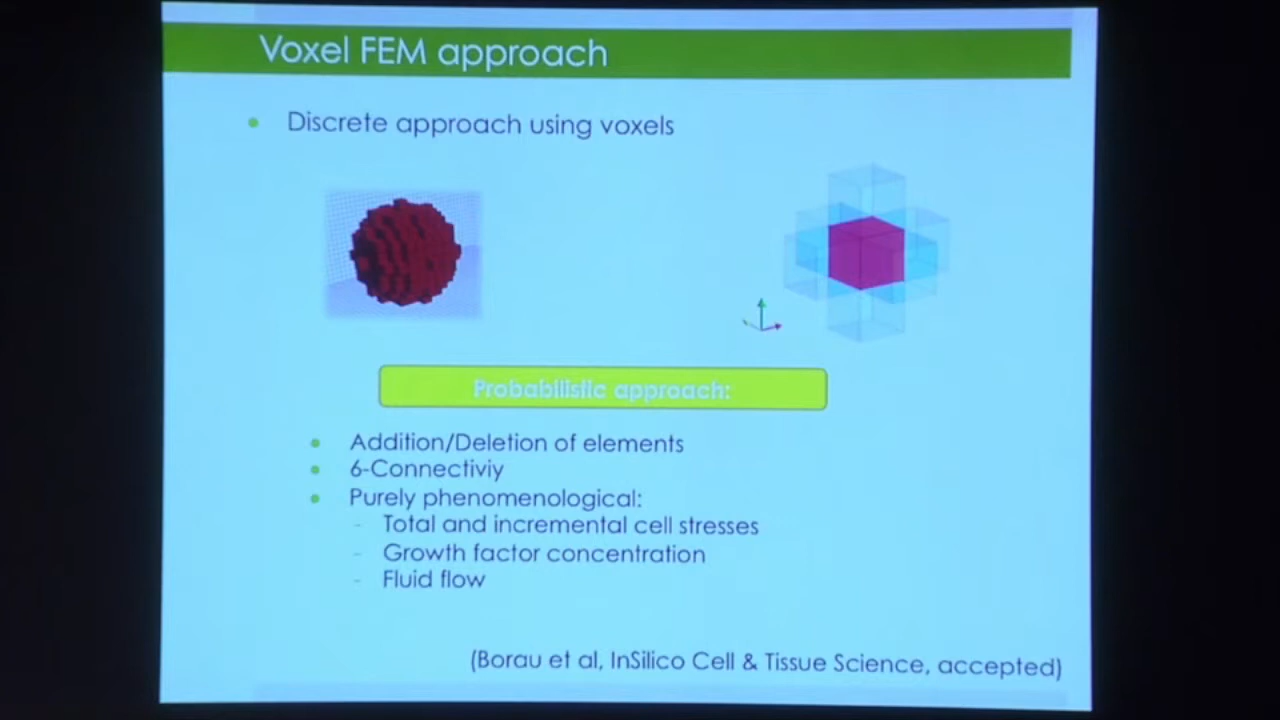 Voxel FEM approach
Discrete approach using voxels
Probabilistic approach:
Addition/Deletion of elements
6-Connectiviy
Purely phenomenological:
- Total and incremental cell stresses
- Growth factor concentration
- Fluid flow
(Borau et al, InSilico Cell & Tissue Science, accepted)